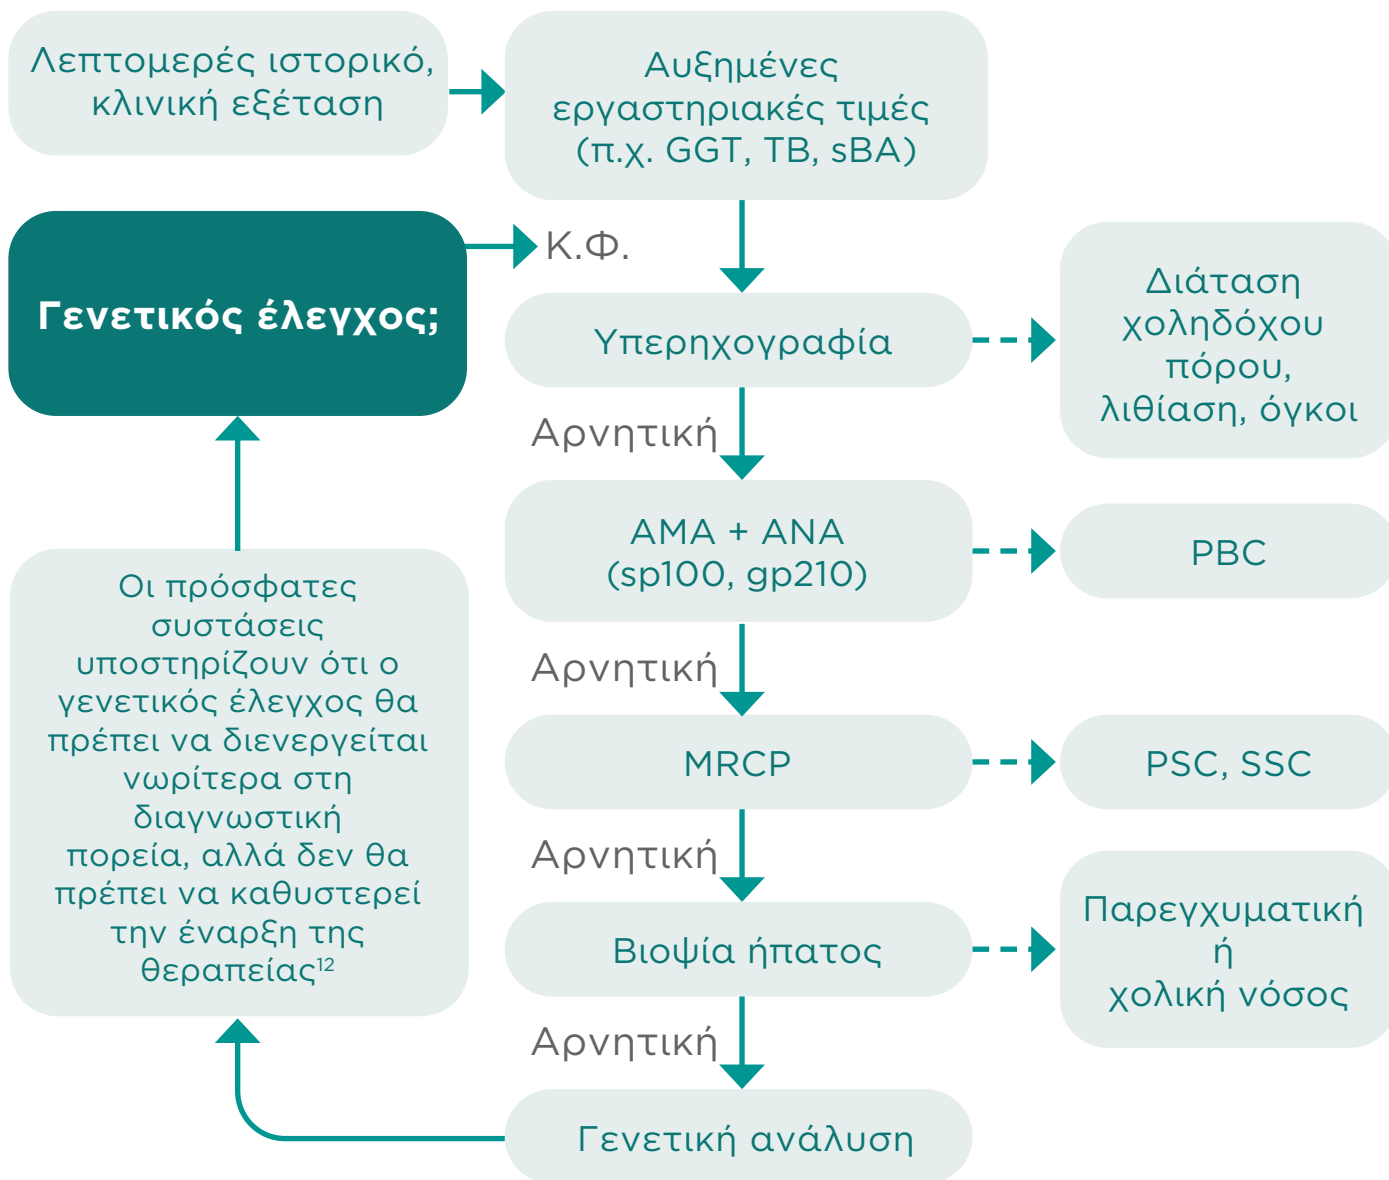 Λεπτομερές ιστορικό,
κλινική εξέταση
Αυξημένες
εργαστηριακές τιμές
(π.χ. GGT, TB, sBA)
Γενετικός έλεγχος;
Κ.Φ.
Υπερηχογραφία
Διάταση
χοληδόχου
πόρου,
λιθίαση, όγκοι
Αρνητική
AMA + ANA
(sp100, gp210)
PBC
Αρνητική
MRCP
PSC, SSC
Αρνητική
Βιοψία ήπατος
Παρεγχυματική
ή
χολική νόσος
Αρνητική
Γενετική ανάλυση
Οι πρόσφατες
συστάσεις
υποστηρίζουν ότι ο
γενετικός έλεγχος θα
πρέπει να διενεργείται
νωρίτερα στη
διαγνωστική
πορεία, αλλά δεν θα
πρέπει να καθυστερεί
την έναρξη της
θεραπείας¹²